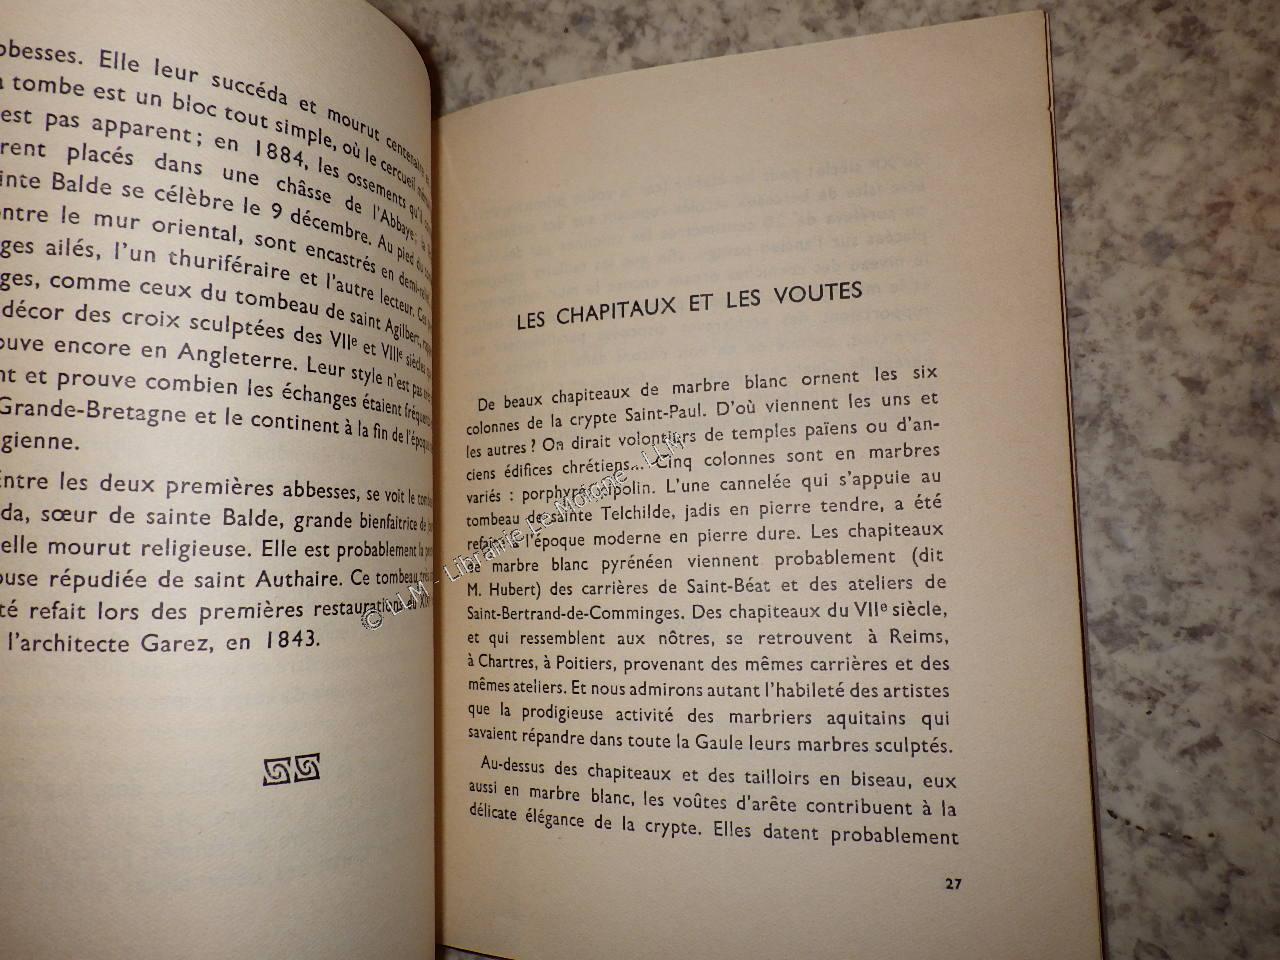 bbesses. Elle leur succéda et mourut centenaire
tombe est un bloc tout simple, où le cercueil
est pas apparent ; en 1884, les ossements qu'il
rent placés dans une châsse de l'Abbaye ; la
inte Balde se célèbre le 9 décembre. Au pied du
ontre le mur oriental, sont encastrés en demi-
ges ailés, l'un thuriféraire et l'autre lecteur. Ces
ges, comme ceux du tombeau de saint Agilbert,
décor des croix sculptées des VIIe et VIIIe siècles
ouve encore en Angleterre. Leur style n'est pas
nt et prouve combien les échanges étaient
Grande-Bretagne et le continent à la fin de l'époque
gienne.
Entre les deux premières abbesses, se voit le
da, sœur de sainte Balde, grande bienfaitrice de
elle mourut religieuse. Elle est probablement la
ouse répudiée de saint Authaire. Ce tombeau
té refait lors des premières restaurations du
l'architecte Garez, en 1843.
LES CHAPITAUX ET LES VOUTES
De beaux chapiteaux de marbre blanc ornent les six
colonnes de la crypte Saint-Paul. D'où viennent les uns et
les autres ? On dirait volontiers de temples païens ou d'an-
ciens édifices chrétiens... Cinq colonnes sont en marbres
variés : porphyre, cipolin. L'une cannelée qui s'appuie au
tombeau de sainte Telchilde, jadis en pierre tendre, a été
refaite à l'époque moderne en pierre dure. Les chapiteaux
de marbre blanc pyrénéen viennent probablement (dit
M. Hubert) des carrières de Saint-Béat et des ateliers de
Saint-Bertrand-de-Comminges. Des chapiteaux du VIIe siècle,
et qui ressemblent aux nôtres, se retrouvent à Reims,
à Chartres, à Poitiers, provenant des mêmes carrières et des
mêmes ateliers. Et nous admirons autant l'habileté des artistes
que la prodigieuse activité des marbriers aquitains qui
savaient répandre dans toute la Gaule leurs marbres sculptés.
Au-dessus des chapiteaux et des tailloirs en biseau, eux
aussi en marbre blanc, les voûtes d'arête contribuent à la
délicate élégance de la crypte. Elles datent probablement
27
© LLM - Librairie Le Moigne - LLM